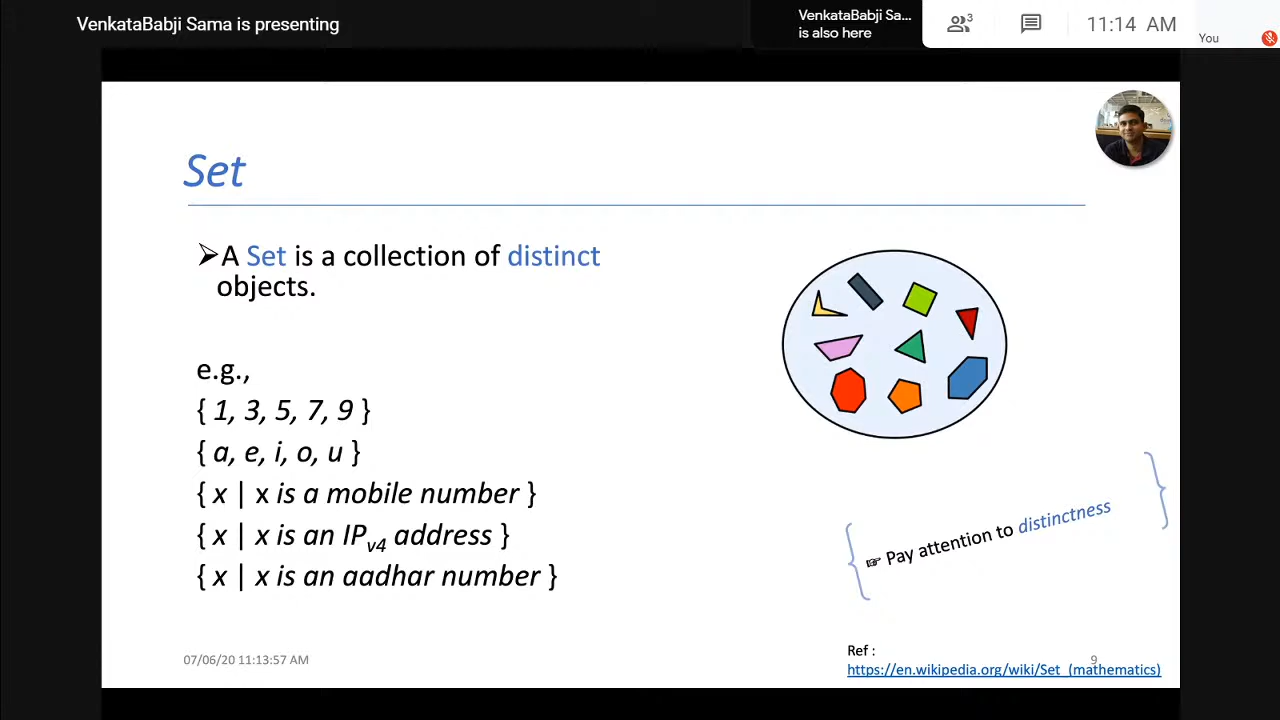 VenkataBabji Sama is presenting
VenkataBabji Sa...
is also here
3
11:14 AM
You
Set
➢A Set is a collection of distinct
objects.
e.g.,
{ 1, 3, 5, 7, 9 }
{ a, e, i, o, u }
{ x | x is a mobile number }
{ x | x is an IPv4 address }
{ x | x is an aadhar number }
☞ Pay attention to distinctness
07/06/20 11:13:57 AM
Ref :
9
https://en.wikipedia.org/wiki/Set_(mathematics)